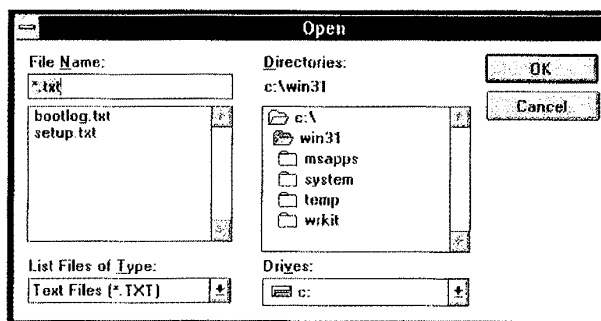 Open
File Name:
*.txt
bootlog.txt
setup.txt
List Files of Type:
Text Files (*.TXT)
Directories:
c:\win31
c:\
win31
msapps
system
temp
wrkit
Drives:
c:
OK
Cancel